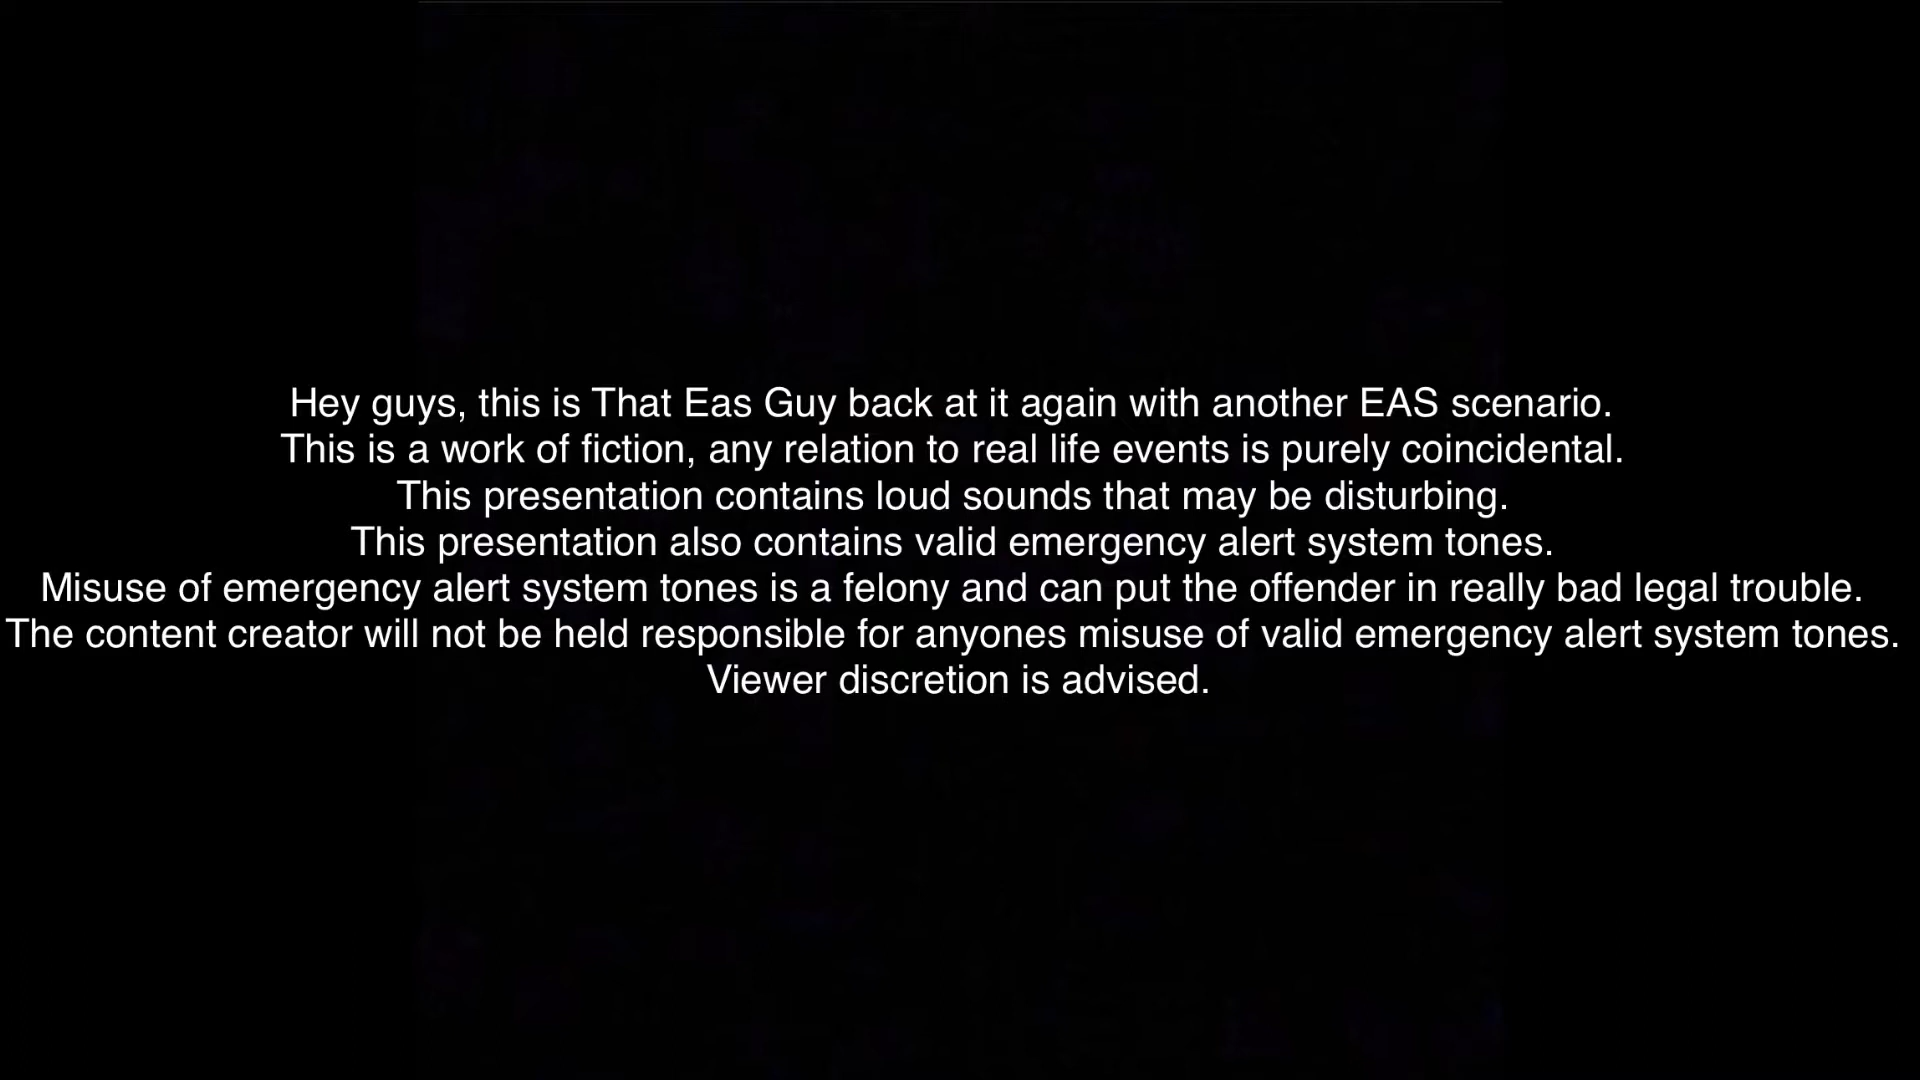 Hey guys, this is That Eas Guy back at it again with another EAS scenario.
This is a work of fiction, any relation to real life events is purely coincidental.
This presentation contains loud sounds that may be disturbing.
This presentation also contains valid emergency alert system tones.
Misuse of emergency alert system tones is a felony and can put the offender in really bad legal trouble.
The content creator will not be held responsible for anyones misuse of valid emergency alert system tones.
Viewer discretion is advised.